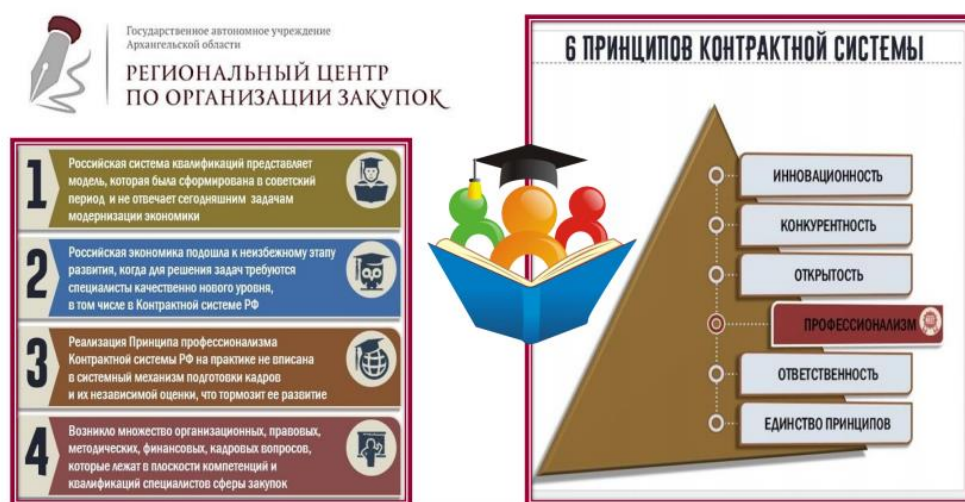 Государственное автономное учреждение
Архангельской области
РЕГИОНАЛЬНЫЙ ЦЕНТР
ПО ОРГАНИЗАЦИИ ЗАКУПОК
1
Российская система квалификаций представляет
модель, которая была сформирована в советский
период и не отвечает сегодняшним задачам
модернизации экономики
2
Российская экономика подошла к неизбежному этапу
развития, когда для решения задач требуются
специалисты качественно нового уровня,
в том числе в Контрактной системе РФ
3
Реализация Принципа профессионализма
Контрактной системы РФ на практике не вписана
в системный механизм подготовки кадров
и их независимой оценки, что тормозит ее развитие
4
Возникло множество организационных, правовых,
методических, финансовых, кадровых вопросов,
которые лежат в плоскости компетенций и
квалификаций специалистов сферы закупок
6 ПРИНЦИПОВ КОНТРАКТНОЙ СИСТЕМЫ
ИННОВАЦИОННОСТЬ
КОНКУРЕНТНОСТЬ
ОТКРЫТОСТЬ
ПРОФЕССИОНАЛИЗМ
ОТВЕТСТВЕННОСТЬ
ЕДИНСТВО ПРИНЦИПОВ